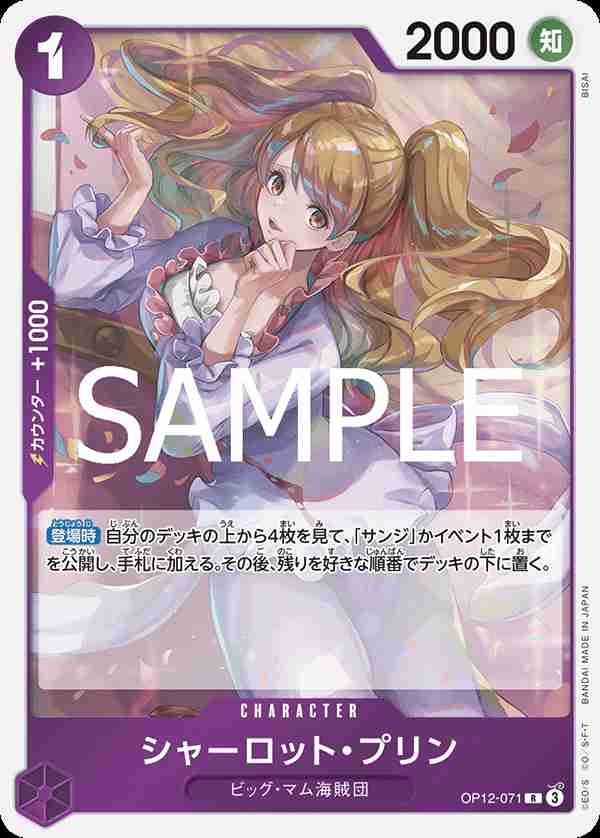 1
2000 知
BISAI
カウンター +1000
SAMPLE
登場時 自分のデッキの上から4枚を見て、「サンジ」かイベント1枚まで
を公開し、手札に加える。その後、残りを好きな順番でデッキの下に置く。
CHARACTER
シャーロット・プリン
ビッグ・マム海賊団
OP12-071 R 3
©E.O/S ©O/S・F・T BANDAI MADE IN JAPAN